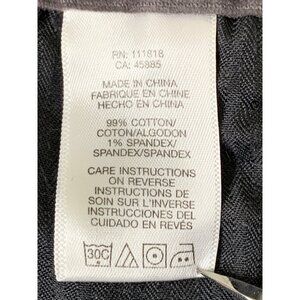 RN: 111818
CA: 45885
MADE IN CHINA
FABRIQUE EN CHINE
HECHO EN CHINA
99% COTTON/
COTON/ALGODON
1% SPANDEX/
SPANDEX/SPANDEX
CARE INSTRUCTIONS
ON REVERSE
INSTRUCTIONS DE
SOIN SUR L'INVERSE
INSTRUCCIONES DEL
CUIDADO EN REVÉS
30C